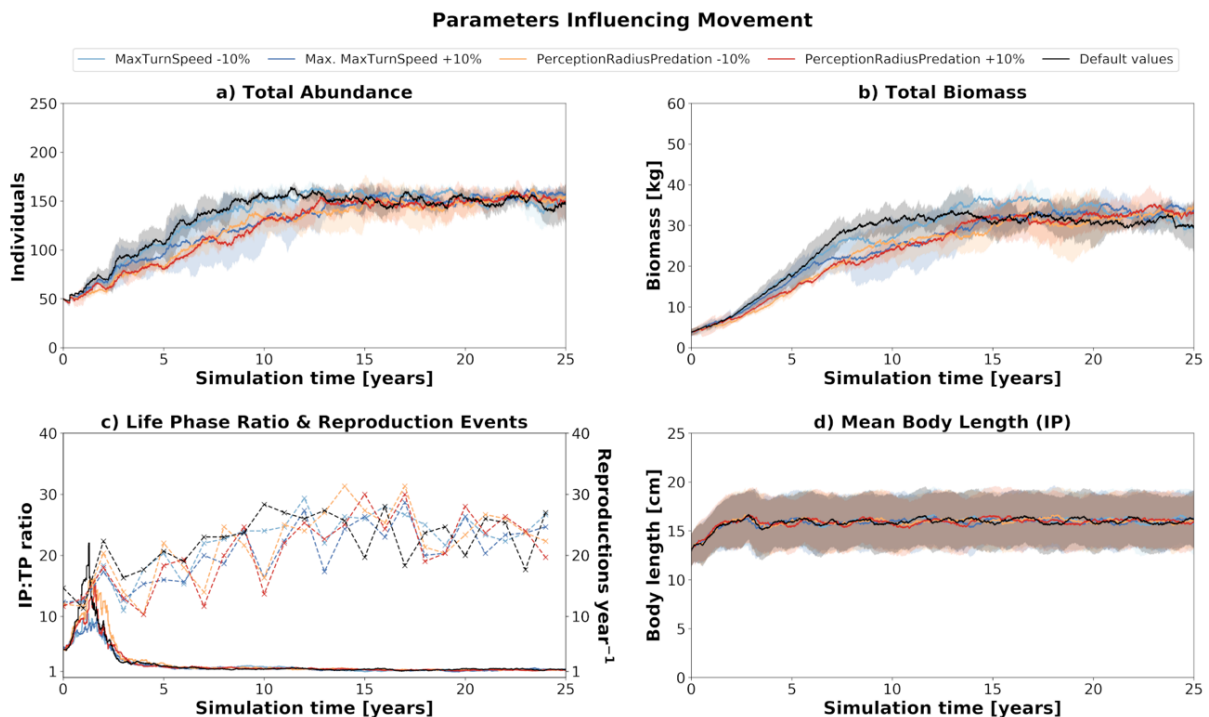 Parameters Influencing Movement
MaxTurnSpeed -10% Max. MaxTurnSpeed +10% PerceptionRadiusPredation -10% PerceptionRadiusPredation +10% Default values
a) Total Abundance
250
200
150
100
50
0
Individuals
0 5 10 15 20 25
Simulation time [years]
b) Total Biomass
60
50
40
30
20
10
0
Biomass [kg]
0 5 10 15 20 25
Simulation time [years]
c) Life Phase Ratio & Reproduction Events
40
30
20
10
1
IP:TP ratio
40
30
20
10
1
Reproductions year⁻¹
0 5 10 15 20 25
Simulation time [years]
d) Mean Body Length (IP)
25
20
15
10
5
0
Body length [cm]
0 5 10 15 20 25
Simulation time [years]